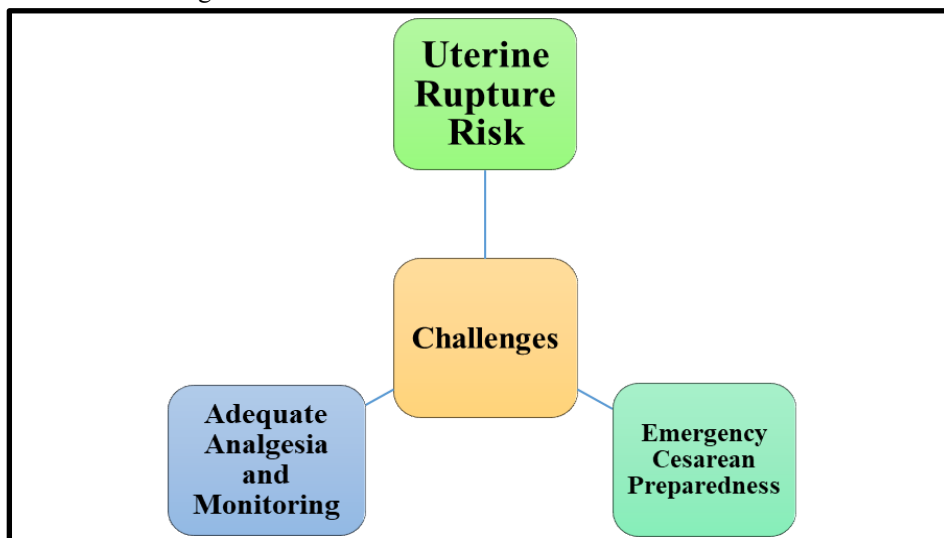 Uterine
Rupture
Risk
Challenges
Adequate
Analgesia
and
Monitoring
Emergency
Cesarean
Preparedness